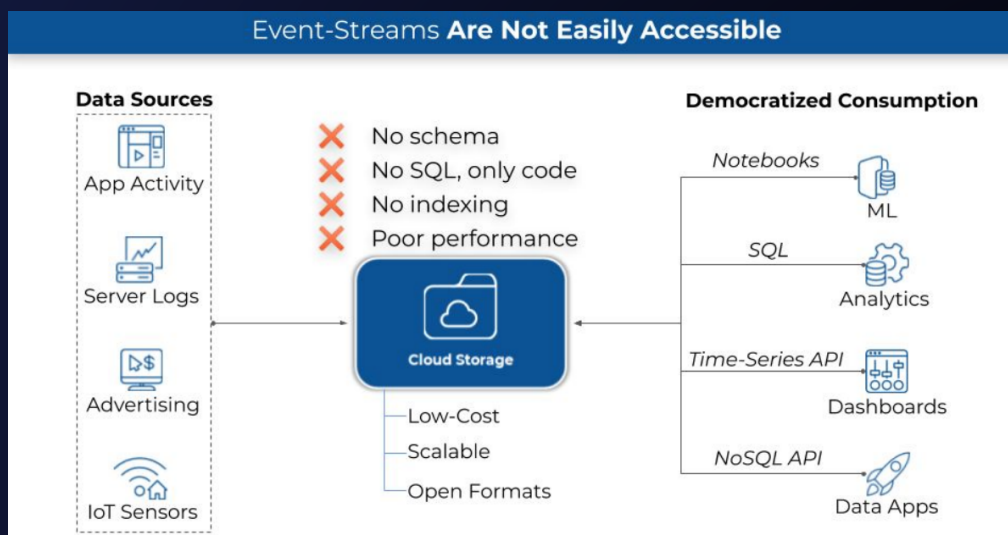 Event-Streams Are Not Easily Accessible
Data Sources
App Activity
Server Logs
Advertising
IoT Sensors
No schema
No SQL, only code
No indexing
Poor performance
Cloud Storage
Low-Cost
Scalable
Open Formats
Democratized Consumption
Notebooks
ML
SQL
Analytics
Time-Series API
Dashboards
NoSQL API
Data Apps